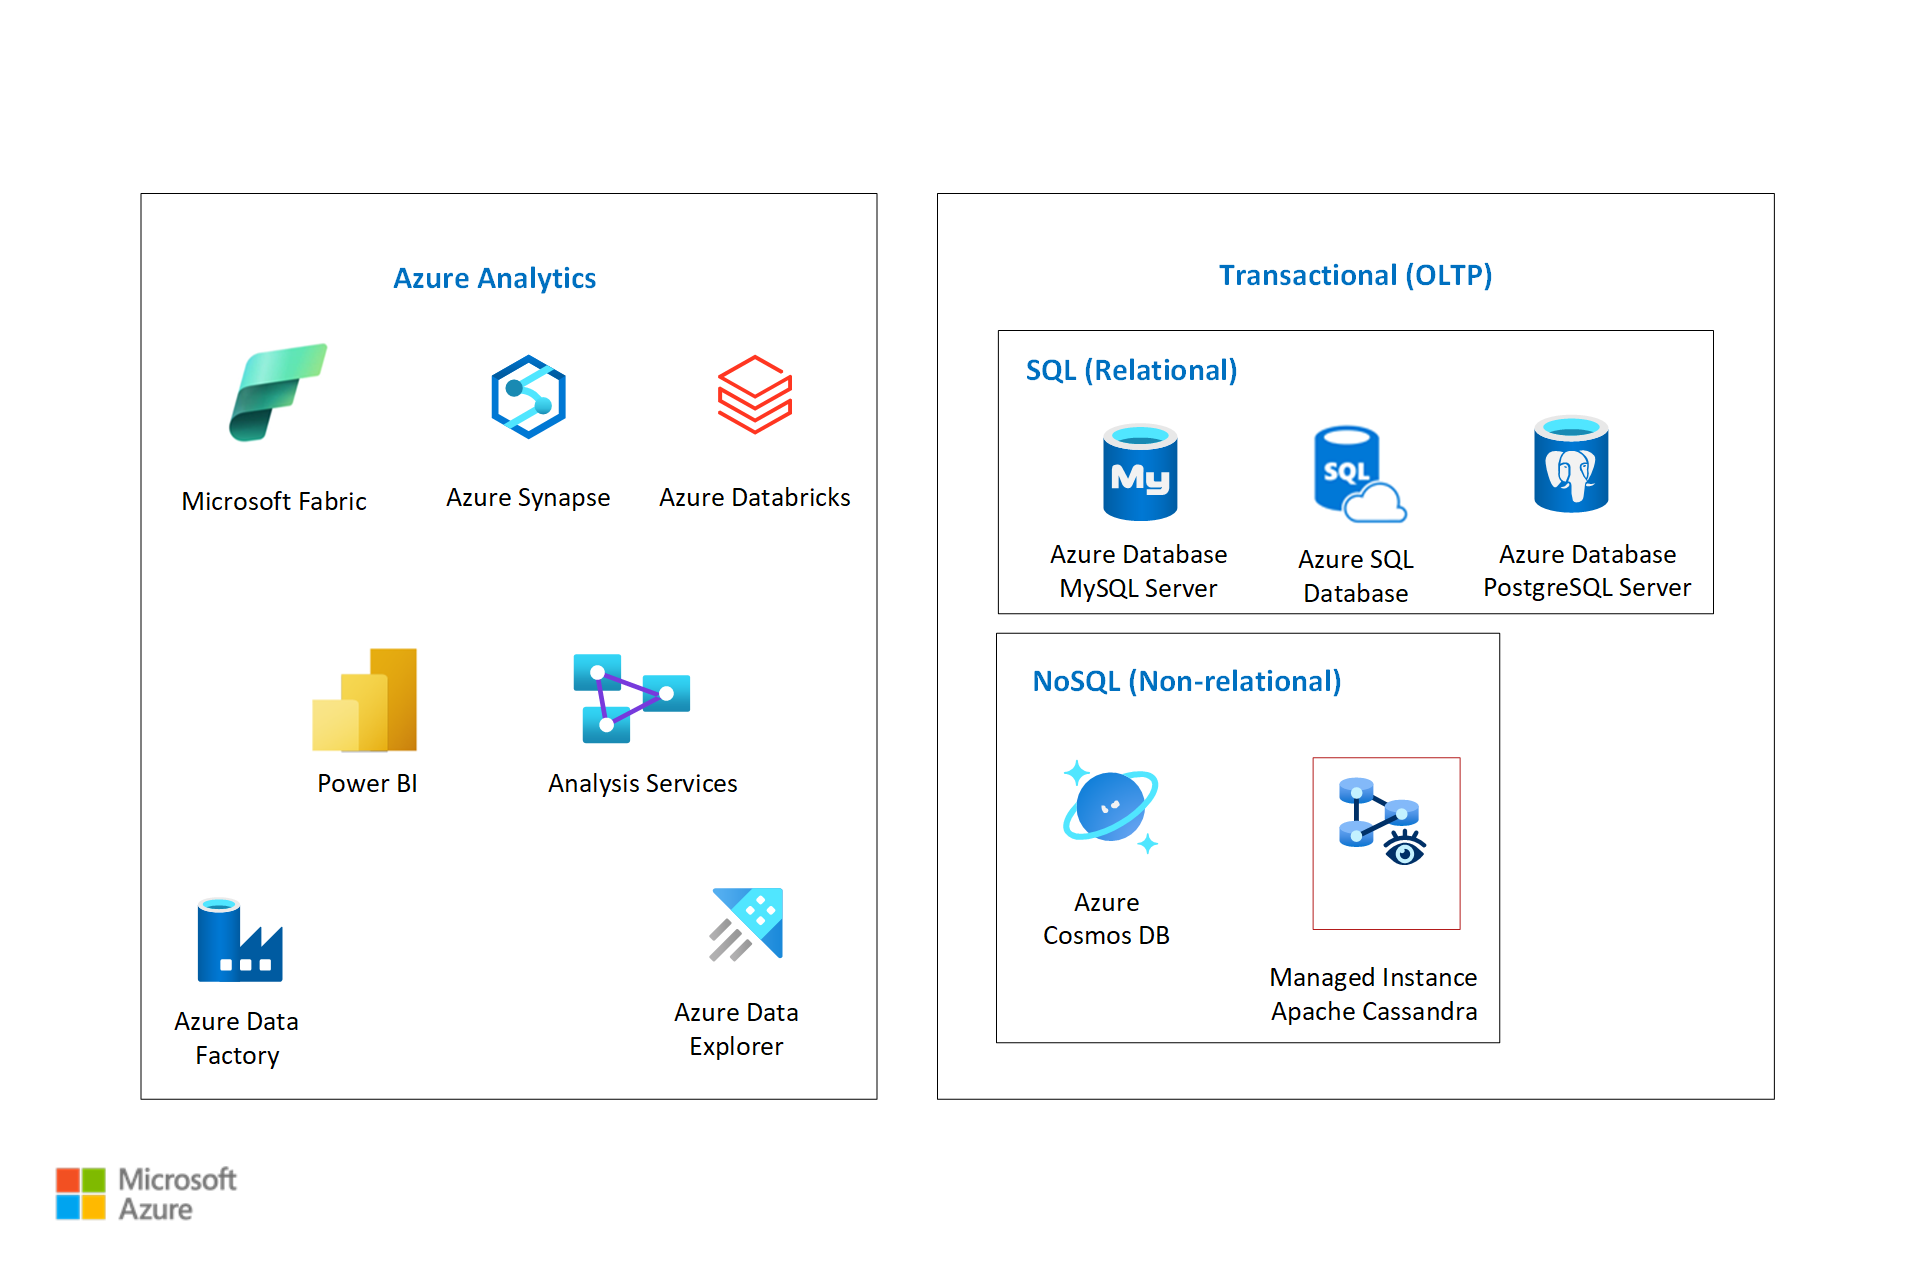 Azure Analytics
Microsoft Fabric
Azure Synapse
Azure Databricks
Power BI
Analysis Services
Azure Data
Factory
Azure Data
Explorer
Transactional (OLTP)
SQL (Relational)
My
Azure Database
MySQL Server
SQL
Azure SQL
Database
Azure Database
PostgreSQL Server
NoSQL (Non-relational)
Azure
Cosmos DB
Managed Instance
Apache Cassandra
Microsoft
Azure